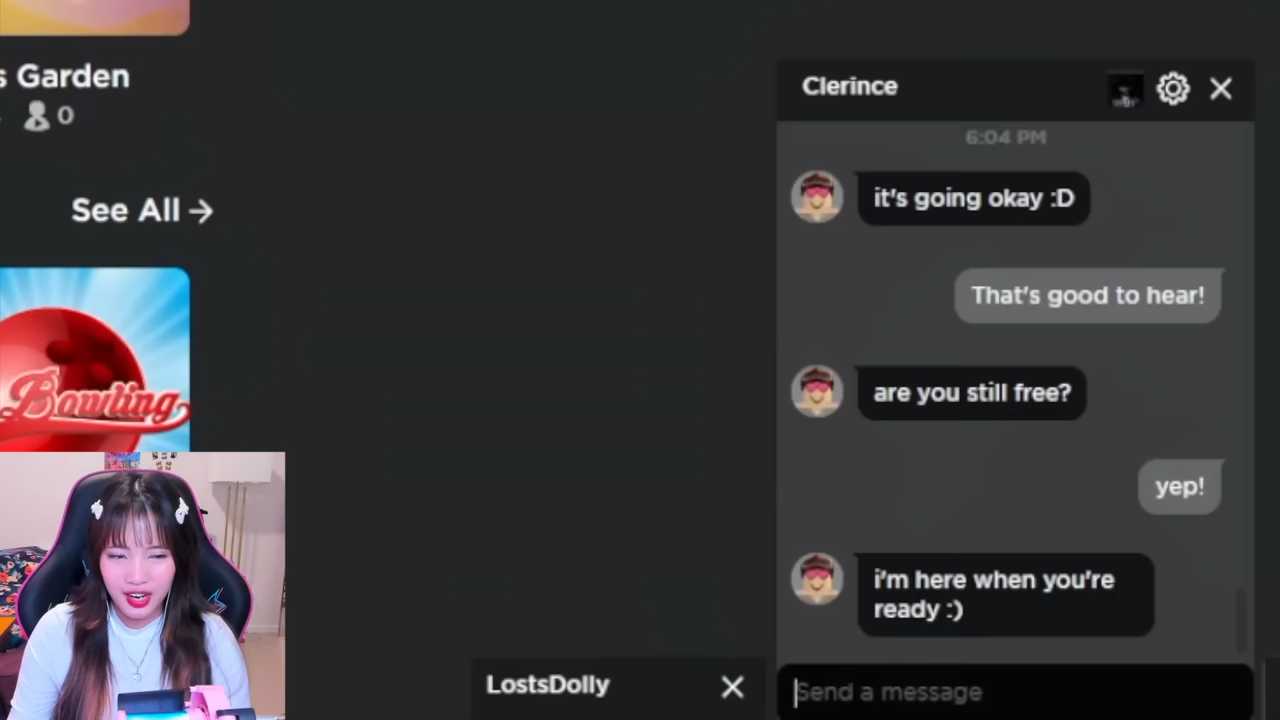 s Garden
0
See All
Bowling
Clerince
6:04 PM
it's going okay :D
That's good to hear!
are you still free?
yep!
i'm here when you're
ready :)
LostsDolly
Send a message